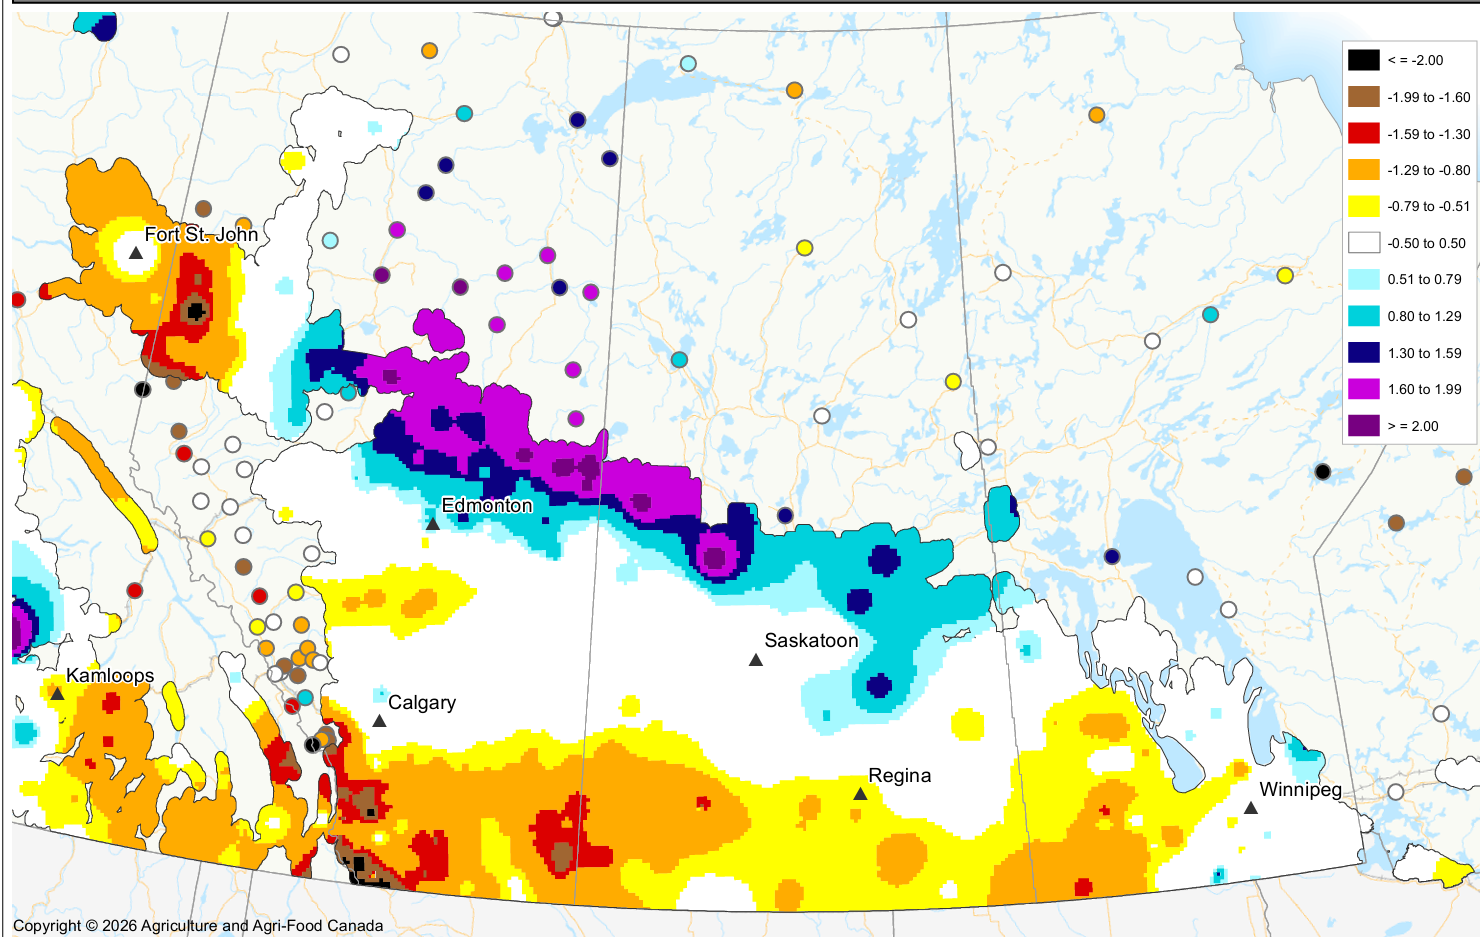 < = -2.00
-1.99 to -1.60
-1.59 to -1.30
-1.29 to -0.80
-0.79 to -0.51
-0.50 to 0.50
0.51 to 0.79
0.80 to 1.29
1.30 to 1.59
1.60 to 1.99
> = 2.00
Fort St. John
Edmonton
Saskatoon
Kamloops
Calgary
Regina
Winnipeg
Copyright © 2026 Agriculture and Agri-Food Canada